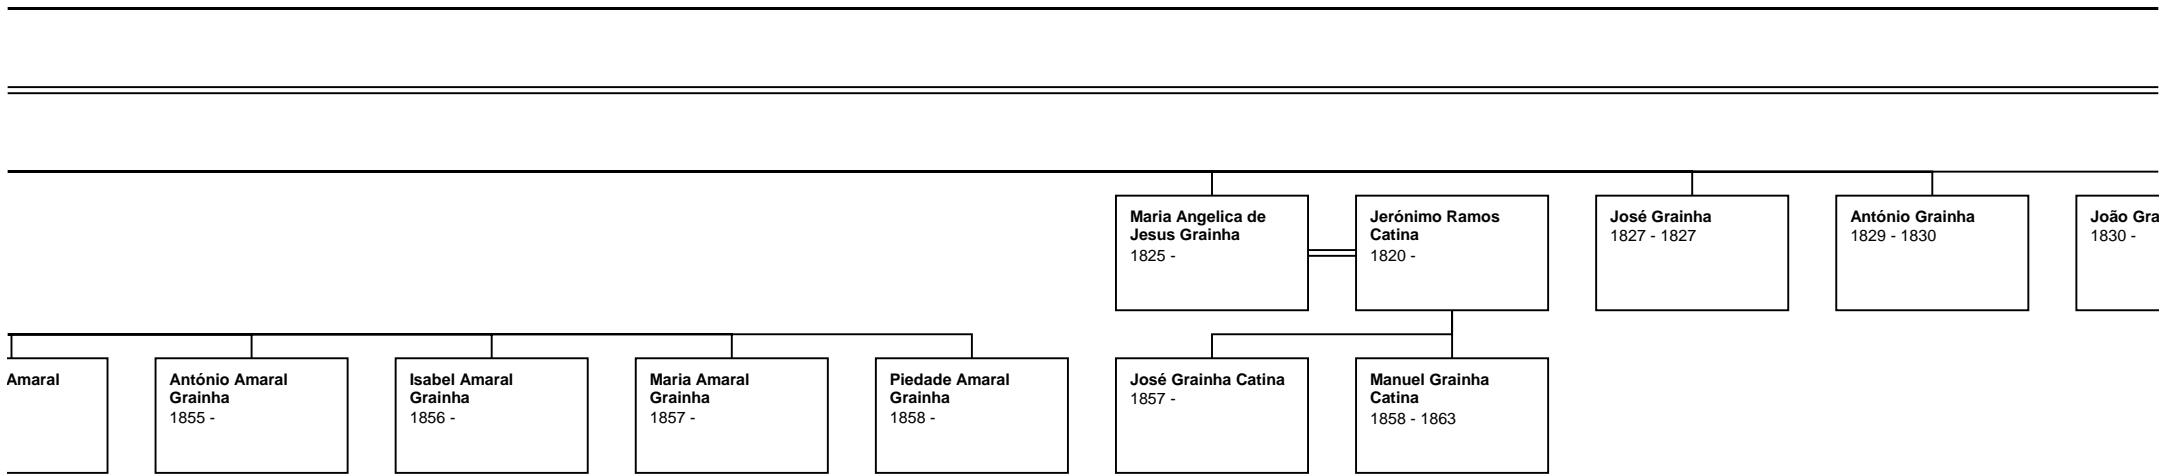 Maria Angelica de
Jesus Grainha
1825 -
Jerónimo Ramos
Catina
1820 -
José Grainha
1827 - 1827
António Grainha
1829 - 1830
João Gra
1830 -
Amaral
António Amaral
Grainha
1855 -
Isabel Amaral
Grainha
1856 -
Maria Amaral
Grainha
1857 -
Piedade Amaral
Grainha
1858 -
José Grainha Catina
1857 -
Manuel Grainha
Catina
1858 - 1863